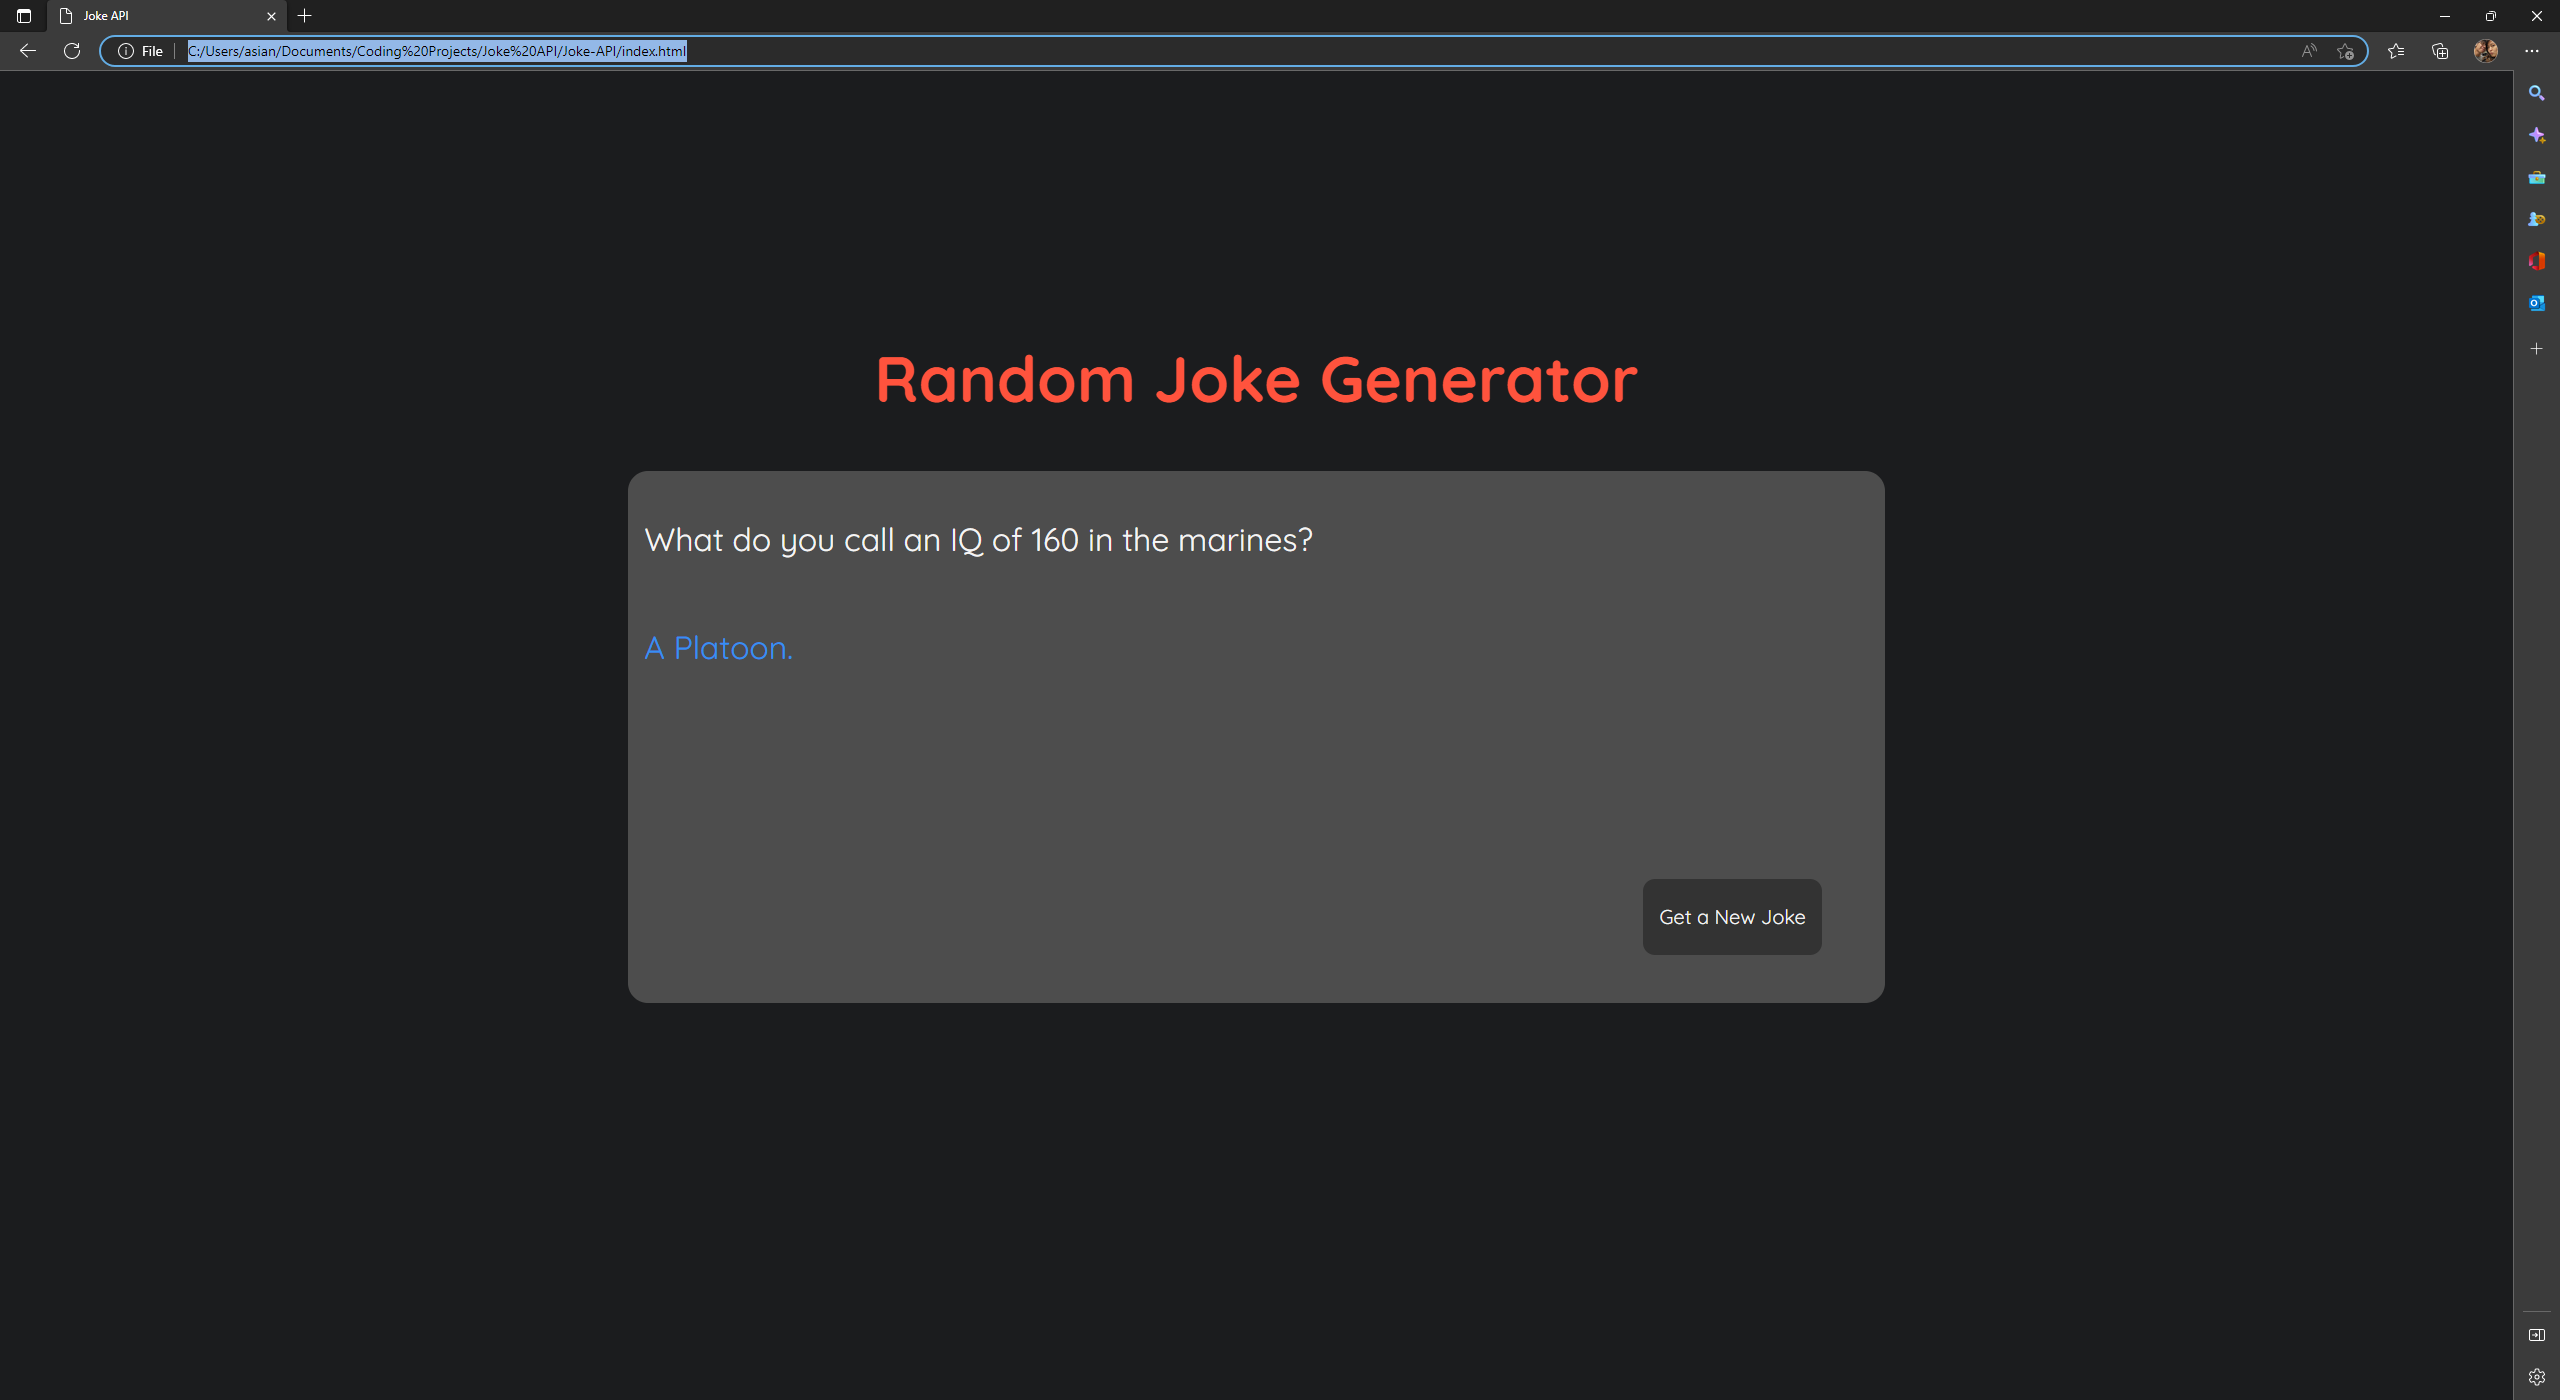 Joke API
File
C:/Users/asian/Documents/Coding%20Projects/Joke%20API/Joke-API/index.html
Random Joke Generator
What do you call an IQ of 160 in the marines?
A Platoon.
Get a New Joke